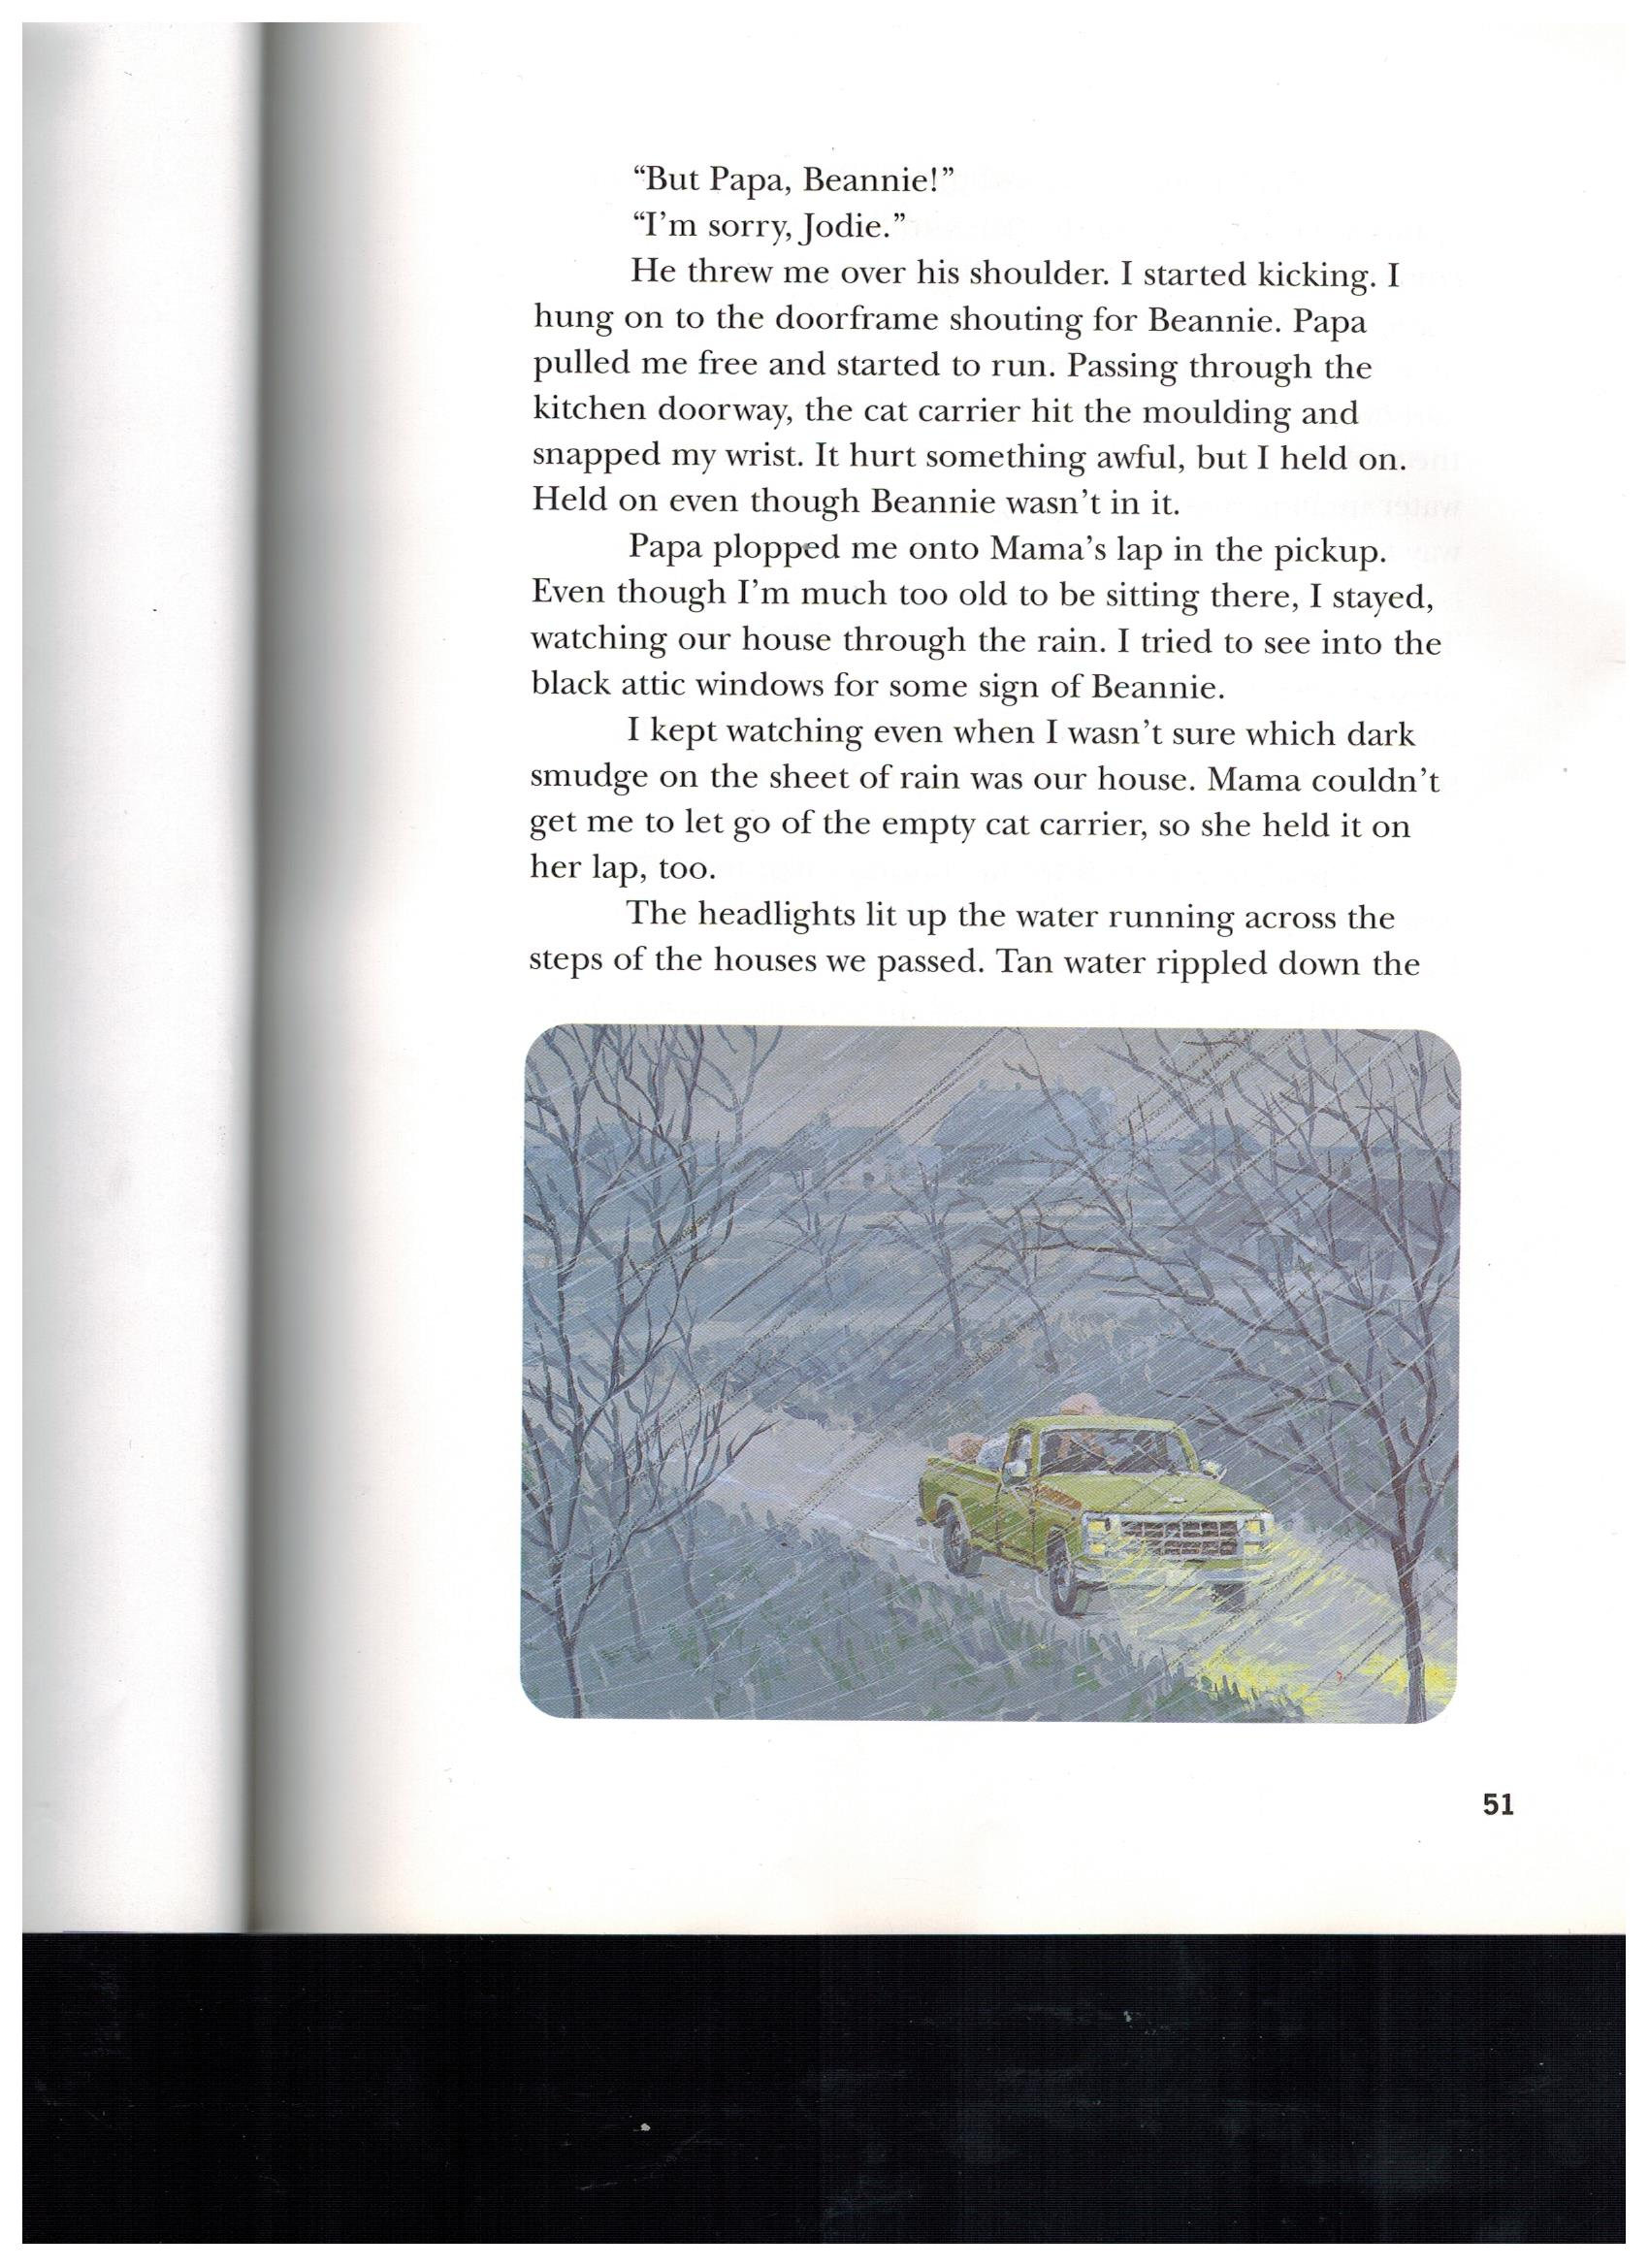 “But Papa, Beannie!”
“I’m sorry, Jodie.”
He threw me over his shoulder. I started kicking. I
hung on to the doorframe shouting for Beannie. Papa
pulled me free and started to run. Passing through the
kitchen doorway, the cat carrier hit the moulding and
snapped my wrist. It hurt something awful, but I held on.
Held on even though Beannie wasn’t in it.
Papa plopped me onto Mama’s lap in the pickup.
Even though I’m much too old to be sitting there, I stayed,
watching our house through the rain. I tried to see into the
black attic windows for some sign of Beannie.
I kept watching even when I wasn’t sure which dark
smudge on the sheet of rain was our house. Mama couldn’t
get me to let go of the empty cat carrier, so she held it on
her lap, too.
The headlights lit up the water running across the
steps of the houses we passed. Tan water rippled down the
51